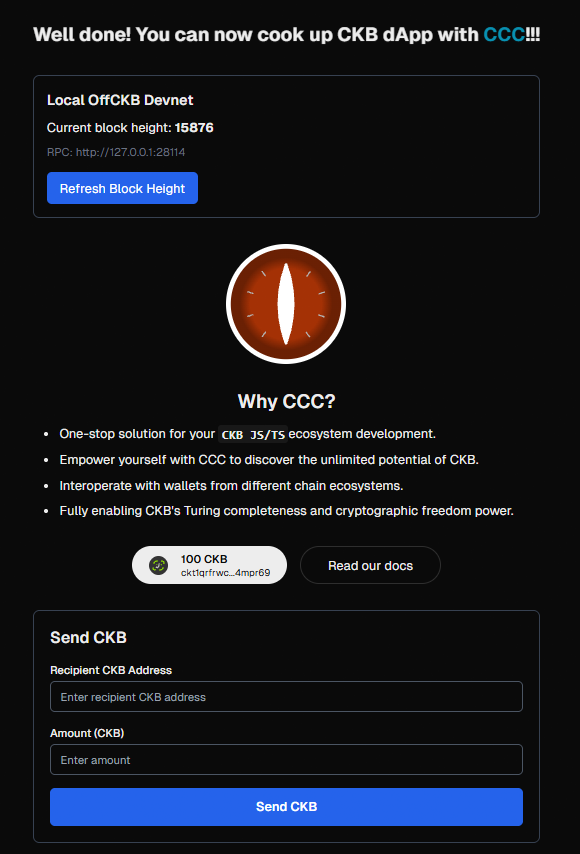 Well done! You can now cook up CKB dApp with CCC!!!
Local OffCKB Devnet
Current block height: 15876
RPC: http://127.0.0.1:28114
Refresh Block Height
Why CCC?
One-stop solution for your CKB JS/TS ecosystem development.
Empower yourself with CCC to discover the unlimited potential of CKB.
Interoperate with wallets from different chain ecosystems.
Fully enabling CKB's Turing completeness and cryptographic freedom power.
100 CKB
ckt1qrfrwc...4mpr69
Read our docs
Send CKB
Recipient CKB Address
Enter recipient CKB address
Amount (CKB)
Enter amount
Send CKB